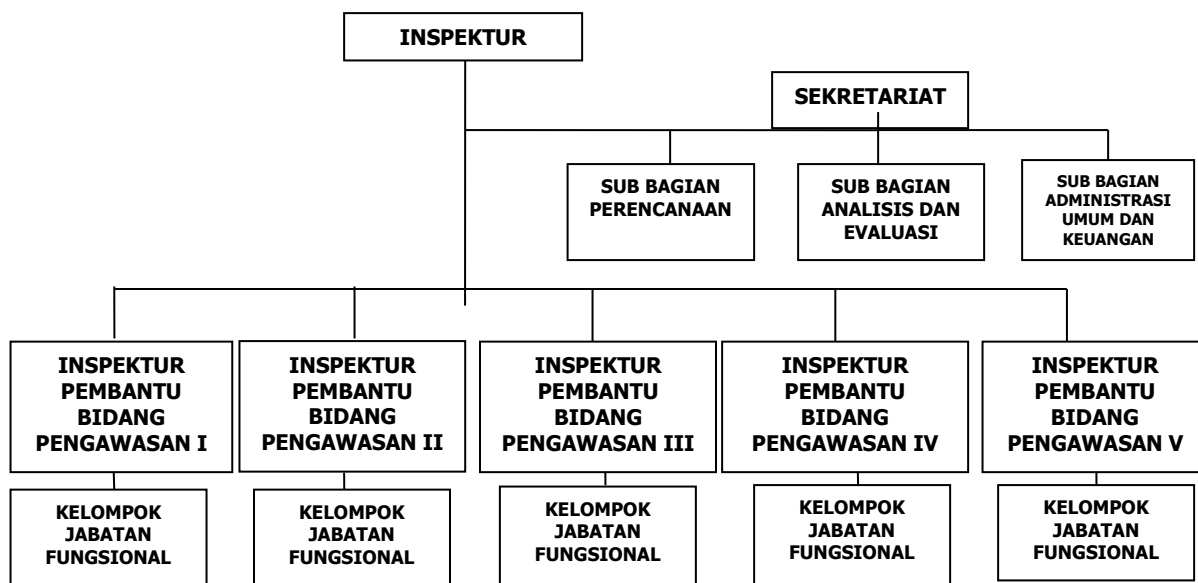 INSPEKTUR
SEKRETARIAT
SUB BAGIAN
PERENCANAAN
SUB BAGIAN
ANALISIS DAN
EVALUASI
SUB BAGIAN
ADMINISTRASI
UMUM DAN
KEUANGAN
INSPEKTUR
PEMBANTU
BIDANG
PENGAWASAN I
INSPEKTUR
PEMBANTU
BIDANG
PENGAWASAN II
INSPEKTUR
PEMBANTU
BIDANG
PENGAWASAN III
INSPEKTUR
PEMBANTU
BIDANG
PENGAWASAN IV
INSPEKTUR
PEMBANTU
BIDANG
PENGAWASAN V
KELOMPOK
JABATAN
FUNGSIONAL
KELOMPOK
JABATAN
FUNGSIONAL
KELOMPOK
JABATAN
FUNGSIONAL
KELOMPOK
JABATAN
FUNGSIONAL
KELOMPOK
JABATAN
FUNGSIONAL